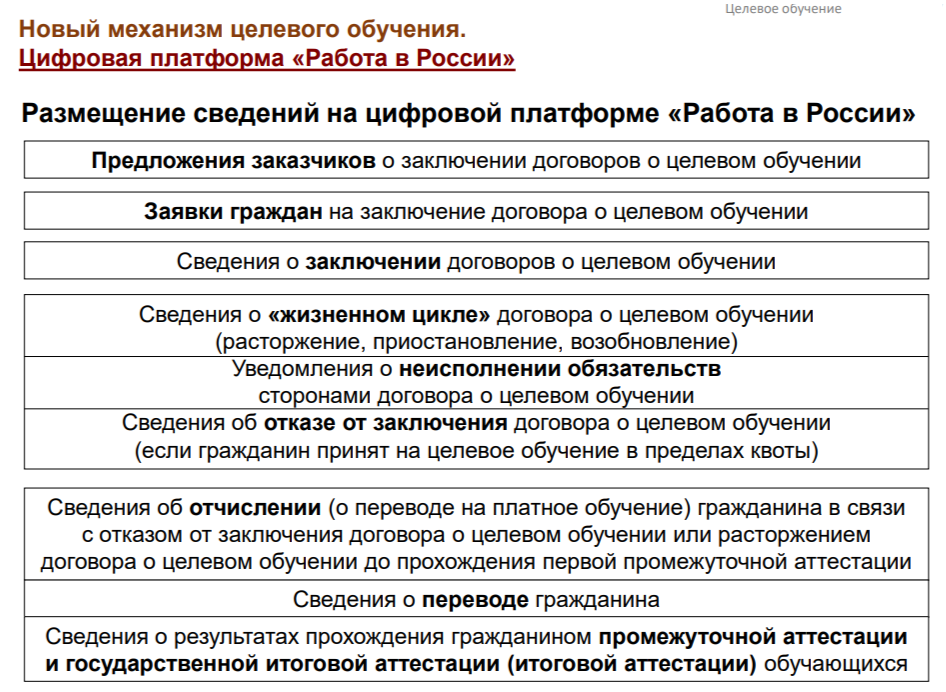 Целевое обучение
Новый механизм целевого обучения.
Цифровая платформа «Работа в России»
Размещение сведений на цифровой платформе «Работа в России»
Предложения заказчиков о заключении договоров о целевом обучении
Заявки граждан на заключение договора о целевом обучении
Сведения о заключении договоров о целевом обучении
Сведения о «жизненном цикле» договора о целевом обучении
(расторжение, приостановление, возобновление)
Уведомления о неисполнении обязательств
сторонами договора о целевом обучении
Сведения об отказе от заключения договора о целевом обучении
(если гражданин принят на целевое обучение в пределах квоты)
Сведения об отчислении (о переводе на платное обучение) гражданина в связи
с отказом от заключения договора о целевом обучении или расторжением
договора о целевом обучении до прохождения первой промежуточной аттестации
Сведения о переводе гражданина
Сведения о результатах прохождения гражданином промежуточной аттестации
и государственной итоговой аттестации (итоговой аттестации) обучающихся